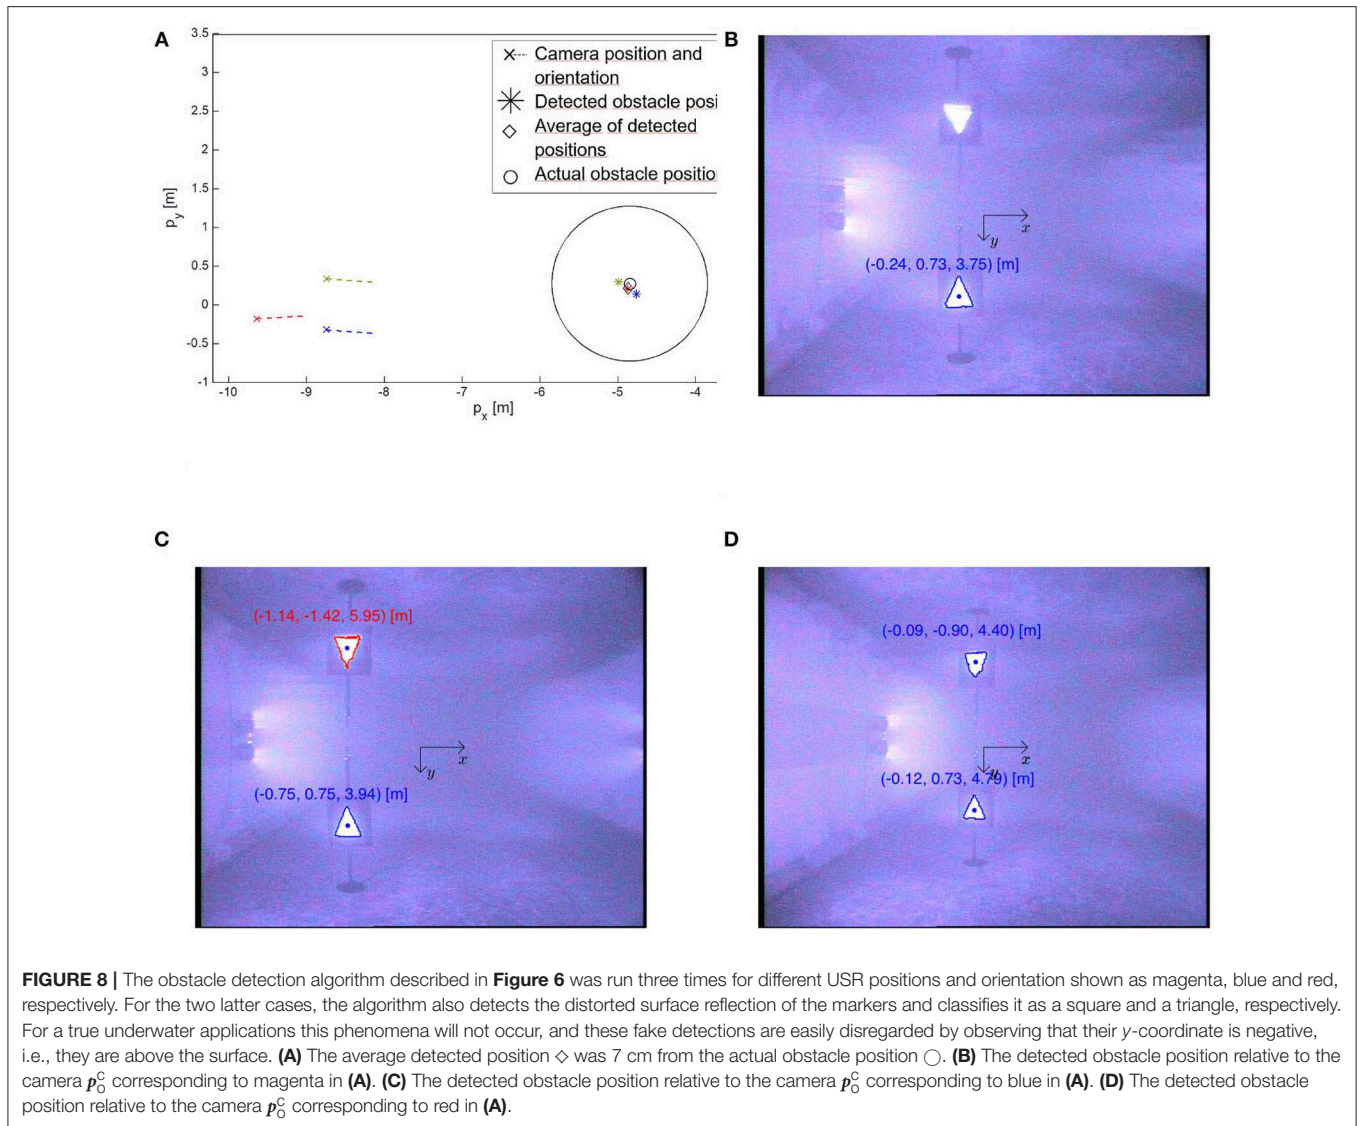 A
3.5
3
2.5
2
1.5
1
0.5
0
-0.5
-1
p_y [m]
-10 -9 -8 -7 -6 -5 -4
p_x [m]
Camera position and
orientation
Detected obstacle posi
Average of detected
positions
Actual obstacle positio
B
x
y
(-0.24, 0.73, 3.75) [m]
C
(-1.14, -1.42, 5.95) [m]
x
y
(-0.75, 0.75, 3.94) [m]
D
(-0.09, -0.90, 4.40) [m]
x
y
(-0.12, 0.73, 4.79) [m]
FIGURE 8 | The obstacle detection algorithm described in Figure 6 was run three times for different USR positions and orientation shown as magenta, blue and red,
respectively. For the two latter cases, the algorithm also detects the distorted surface reflection of the markers and classifies it as a square and a triangle, respectively.
For a true underwater applications this phenomena will not occur, and these fake detections are easily disregarded by observing that their y-coordinate is negative,
i.e., they are above the surface. (A) The average detected position ◇ was 7 cm from the actual obstacle position ◯. (B) The detected obstacle position relative to the
camera p_O^C corresponding to magenta in (A). (C) The detected obstacle position relative to the camera p_O^C corresponding to blue in (A). (D) The detected obstacle
position relative to the camera p_O^C corresponding to red in (A).